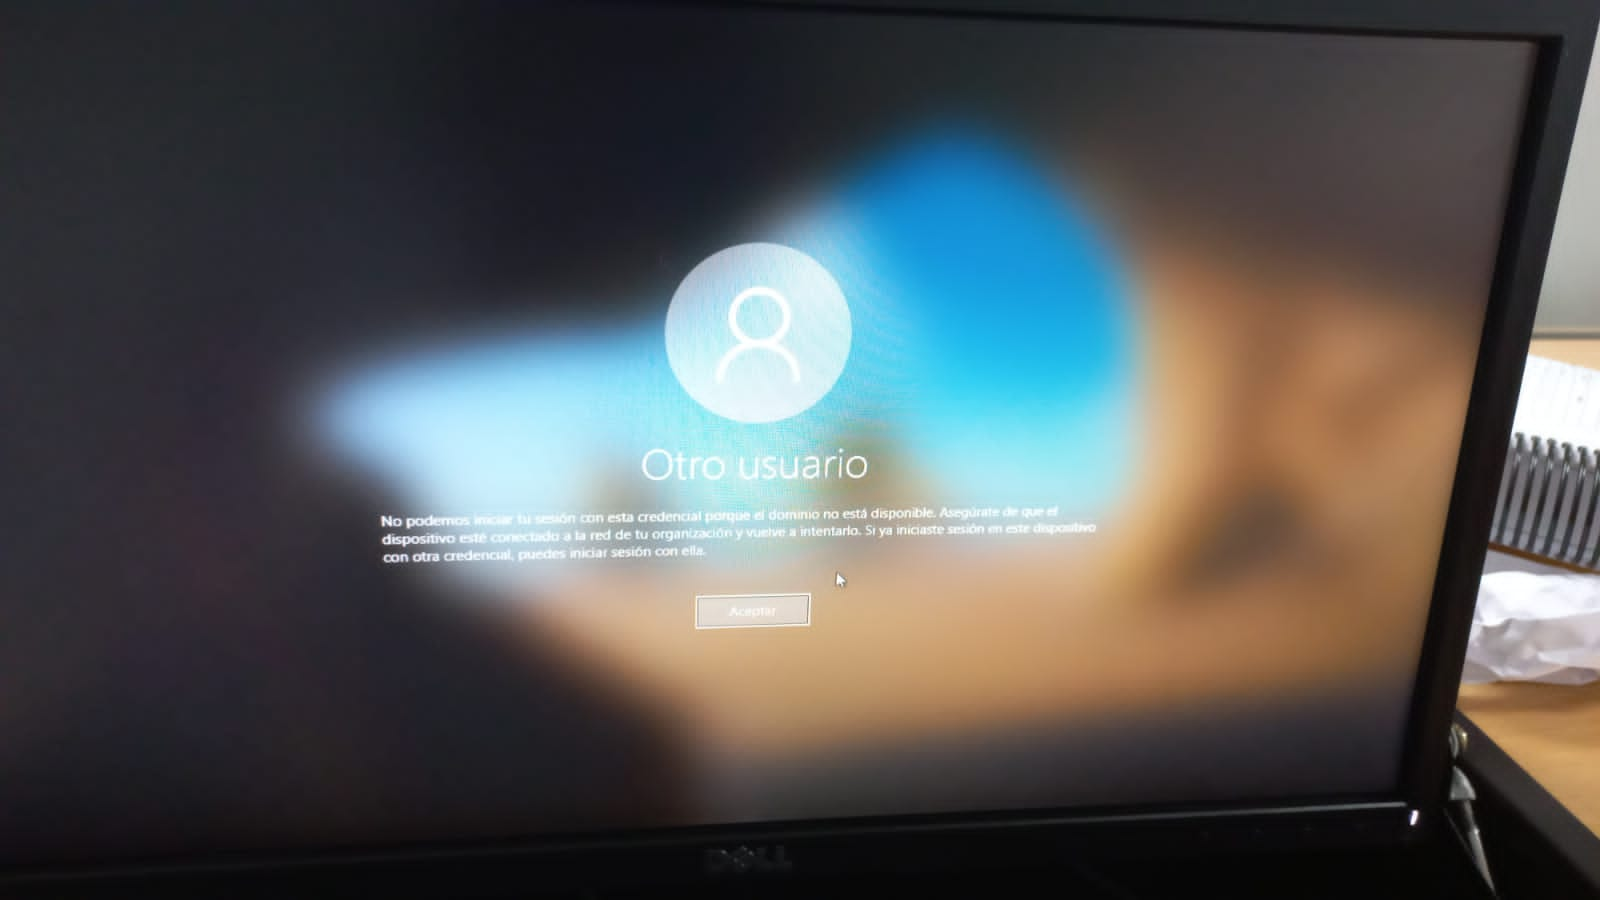 Otro usuario
No podemos iniciar tu sesión con esta credencial porque el dominio no está disponible. Asegúrate de que el
dispositivo esté conectado a la red de tu organización y vuelve a intentarlo. Si ya iniciaste sesión en este dispositivo
con otra credencial, puedes iniciar sesión con ella.
Aceptar
DELL